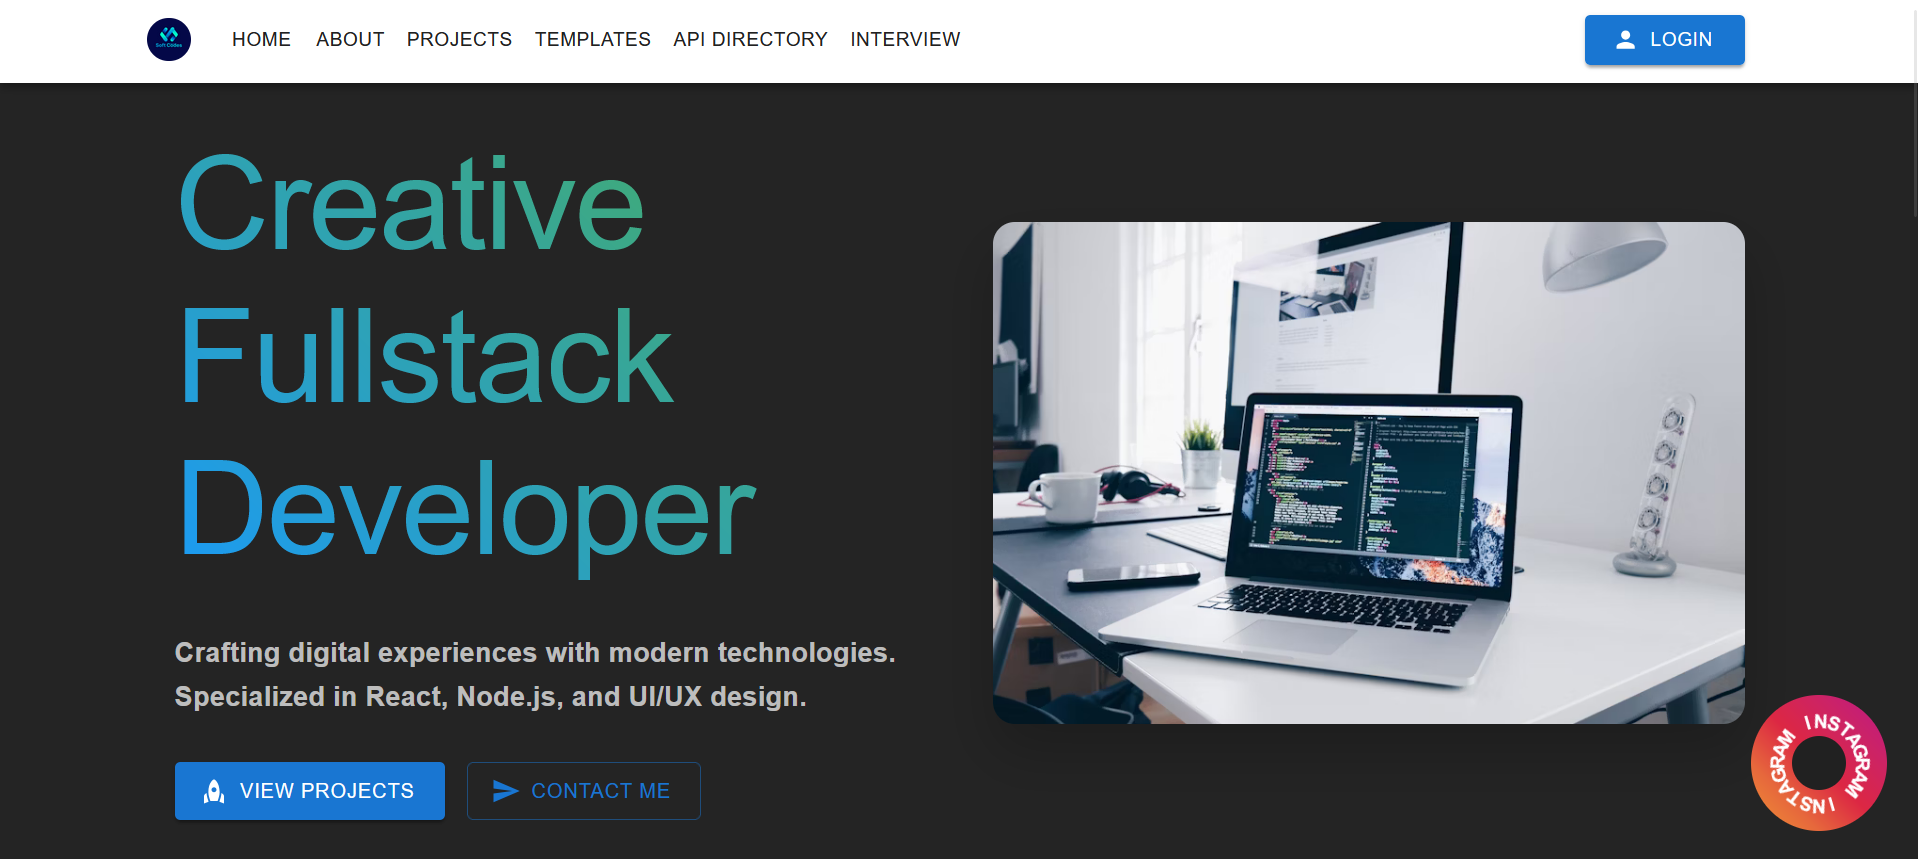 Soft Codes
HOME ABOUT PROJECTS TEMPLATES API DIRECTORY INTERVIEW
LOGIN
Creative
Fullstack
Developer
Crafting digital experiences with modern technologies.
Specialized in React, Node.js, and UI/UX design.
VIEW PROJECTS
CONTACT ME
INSTAGRAM INSTAGRAM